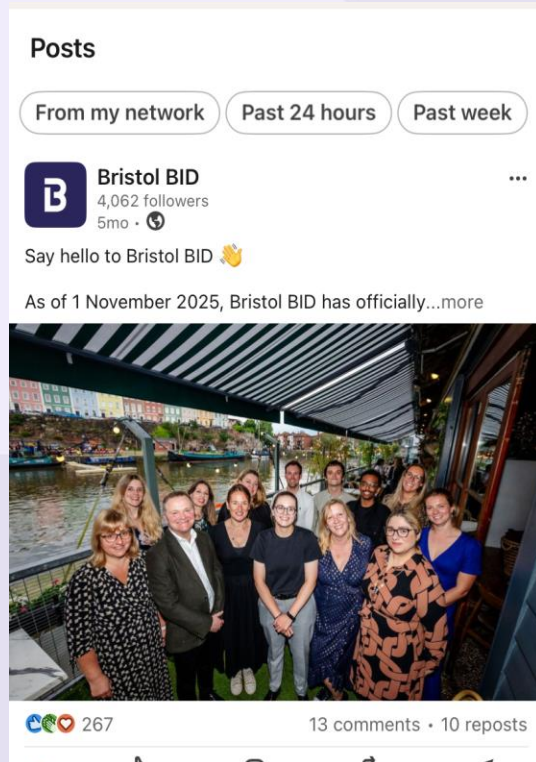 Posts
From my network Past 24 hours Past week
B Bristol BID
4,062 followers
5mo •
Say hello to Bristol BID 👋
As of 1 November 2025, Bristol BID has officially...more
267 13 comments • 10 reposts